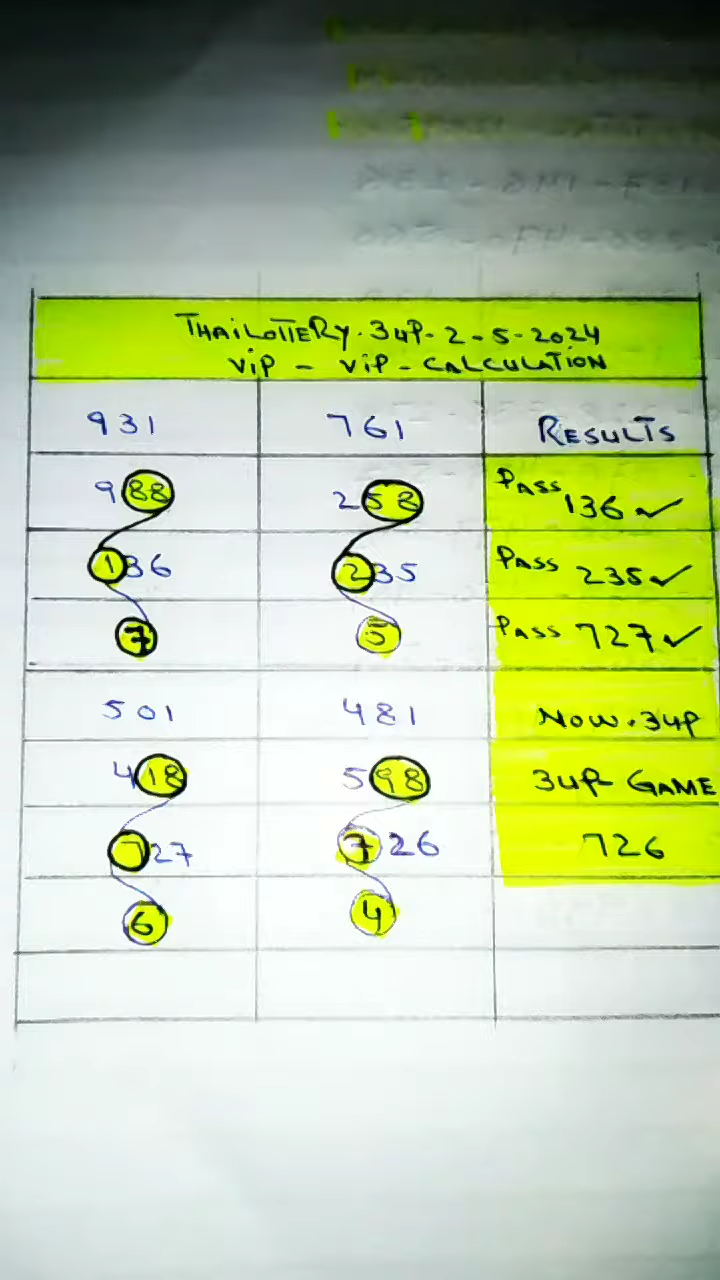 THAILOTTERY.3UP-2-5-2024
VIP - VIP-CALCULATION
931 761 RESULTS
988 258 PASS 136 ✓
136 235 PASS 235 ✓
7 5 PASS 727 ✓
501 481 NOW.3UP
418 598 3UP GAME
727 726 726
6 4